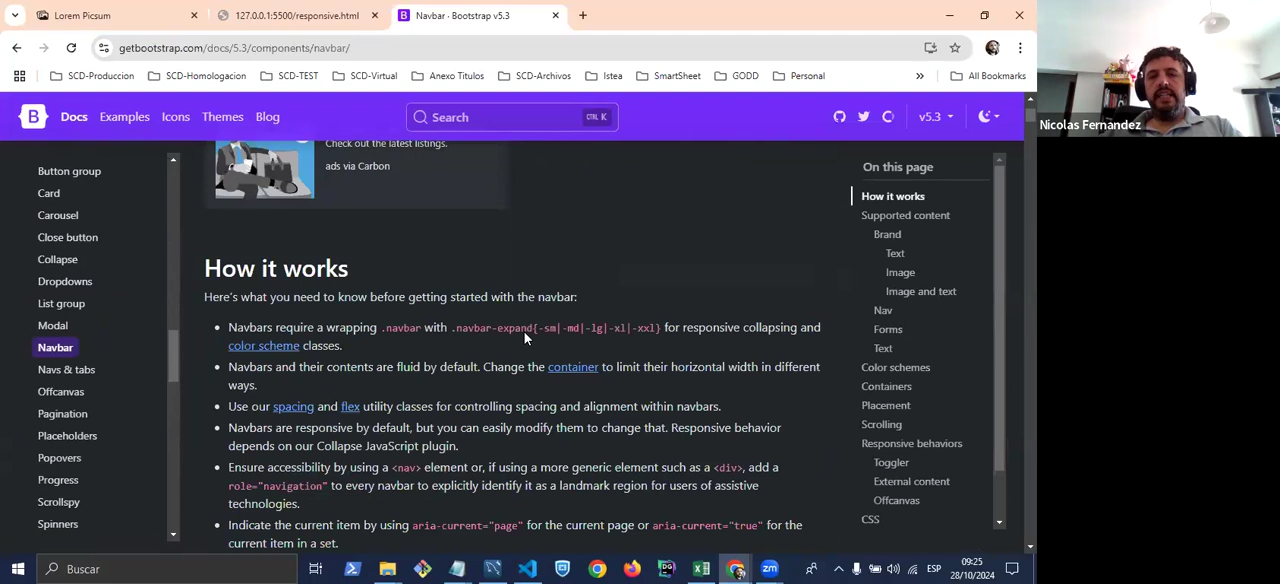 Lorem Picsum
127.0.0.1:5500/responsive.html
Navbar · Bootstrap v5.3
getbootstrap.com/docs/5.3/components/navbar/
SCD-Produccion
SCD-Homologacion
SCD-TEST
SCD-Virtual
Anexo Titulos
SCD-Archivos
Istea
SmartSheet
GODD
Personal
»
All Bookmarks
B
Docs
Examples
Icons
Themes
Blog
Search
CTRL K
v5.3
Nicolas Fernandez
Button group
Card
Carousel
Close button
Collapse
Dropdowns
List group
Modal
Navbar
Navs & tabs
Offcanvas
Pagination
Placeholders
Popovers
Progress
Scrollspy
Spinners
Check out the latest listings.
ads via Carbon
How it works
Here's what you need to know before getting started with the navbar:
• Navbars require a wrapping .navbar with .navbar-expand{-sm|-md|-lg|-xl|-xxl} for responsive collapsing and
color scheme classes.
• Navbars and their contents are fluid by default. Change the container to limit their horizontal width in different
ways.
• Use our spacing and flex utility classes for controlling spacing and alignment within navbars.
• Navbars are responsive by default, but you can easily modify them to change that. Responsive behavior
depends on our Collapse JavaScript plugin.
• Ensure accessibility by using a <nav> element or, if using a more generic element such as a <div>, add a
role="navigation" to every navbar to explicitly identify it as a landmark region for users of assistive
technologies.
• Indicate the current item by using aria-current="page" for the current page or aria-current="true" for the
current item in a set.
On this page
How it works
Supported content
Brand
Text
Image
Image and text
Nav
Forms
Text
Color schemes
Containers
Placement
Scrolling
Responsive behaviors
Toggler
External content
Offcanvas
CSS
Buscar
ESP
09:25
28/10/2024